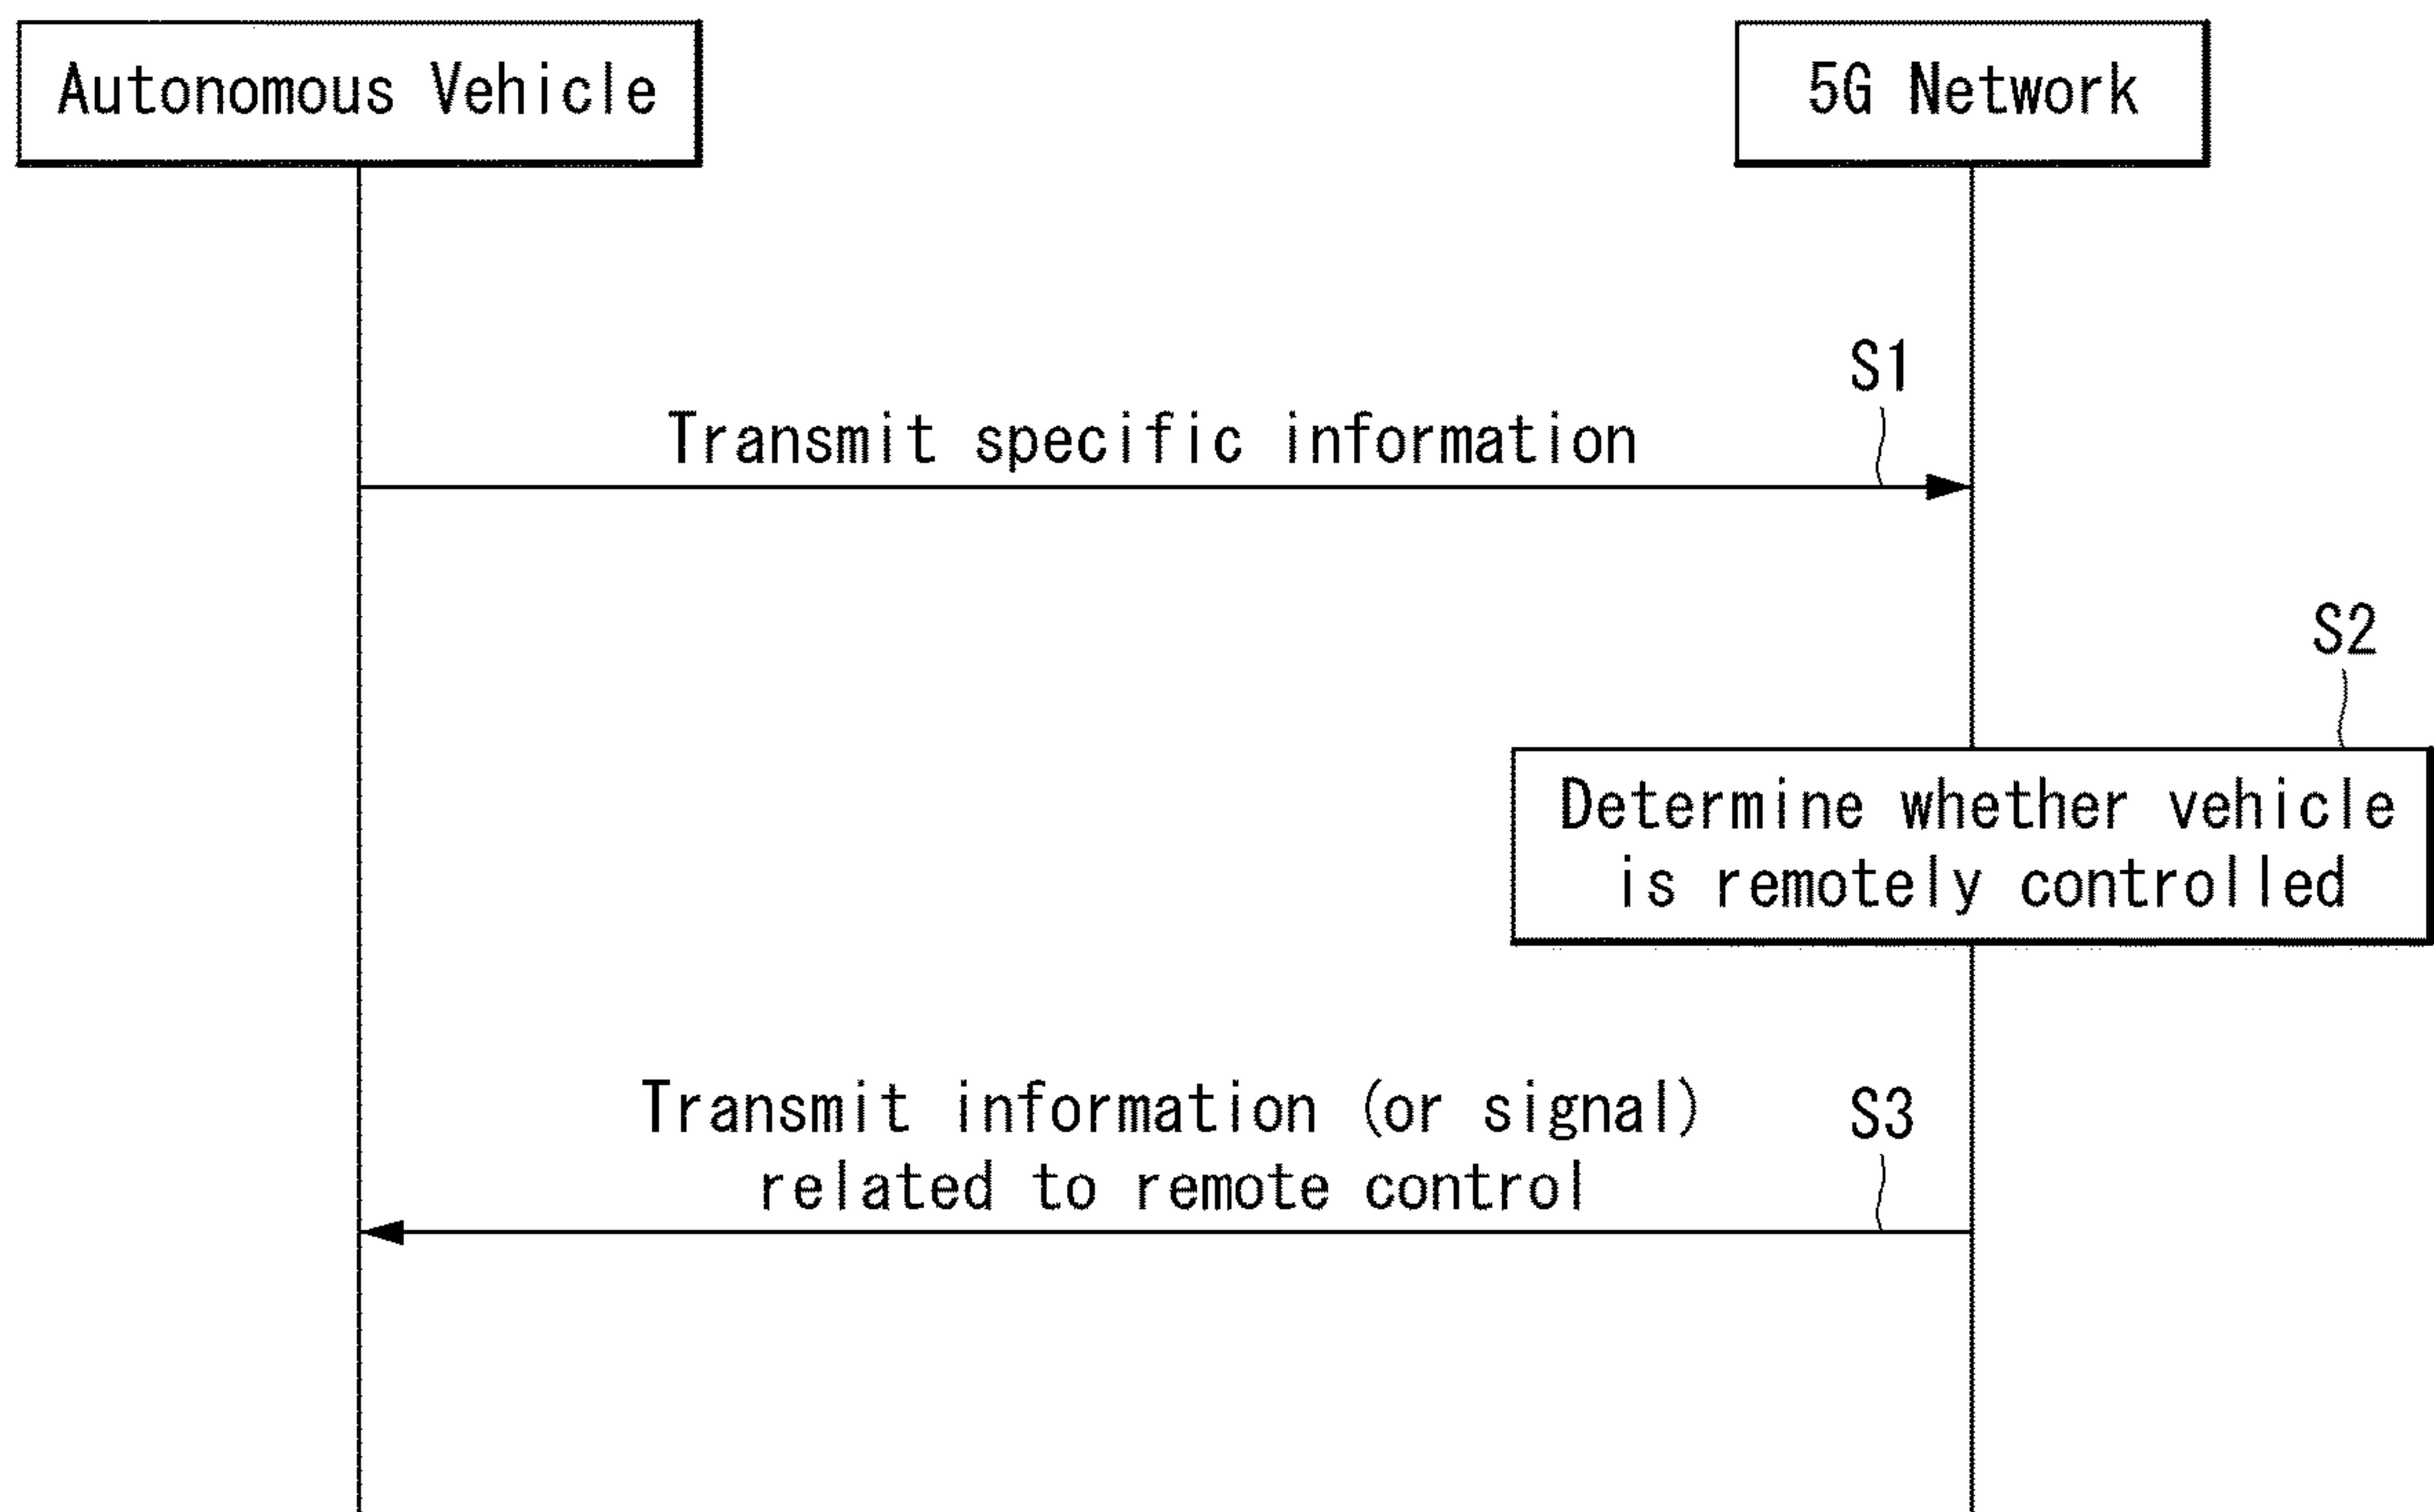 Autonomous Vehicle
5G Network
S1
Transmit specific information
S2
Determine whether vehicle
is remotely controlled
Transmit information (or signal)
related to remote control
S3